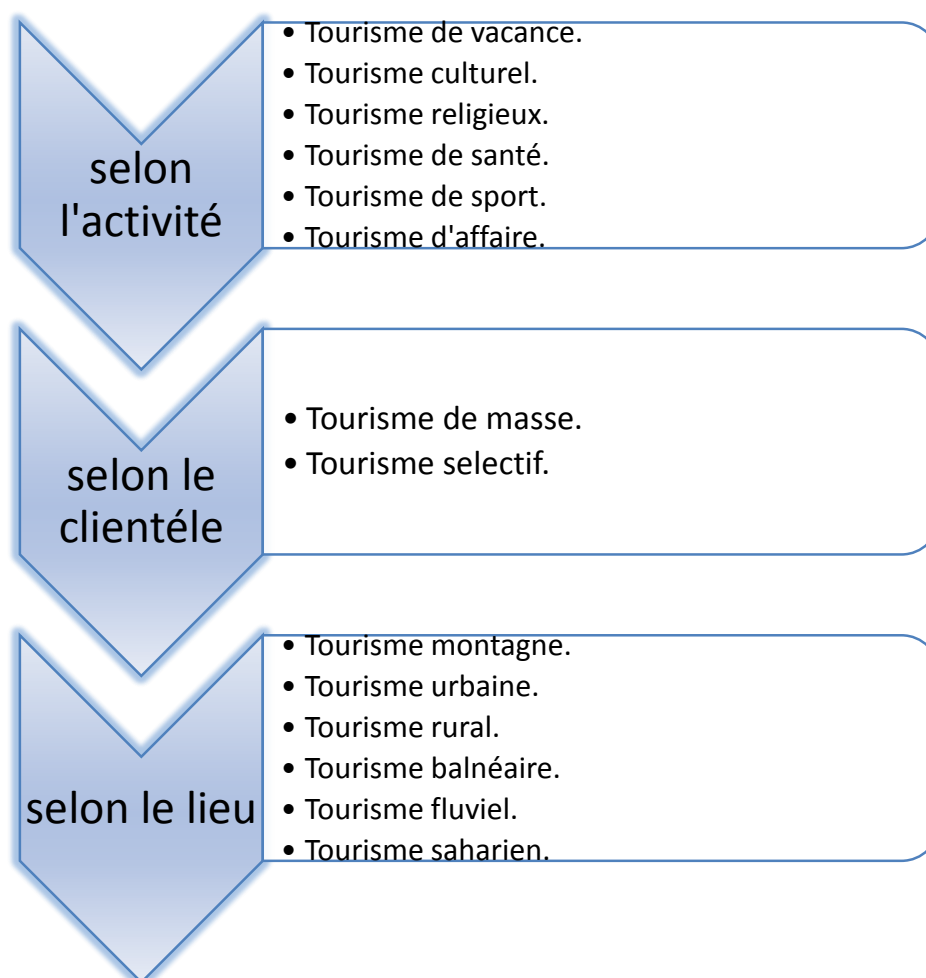 selon
l'activité
• Tourisme de vacance.
• Tourisme culturel.
• Tourisme religieux.
• Tourisme de santé.
• Tourisme de sport.
• Tourisme d'affaire.
selon le
clientéle
• Tourisme de masse.
• Tourisme selectif.
selon le lieu
• Tourisme montagne.
• Tourisme urbaine.
• Tourisme rural.
• Tourisme balnéaire.
• Tourisme fluviel.
• Tourisme saharien.